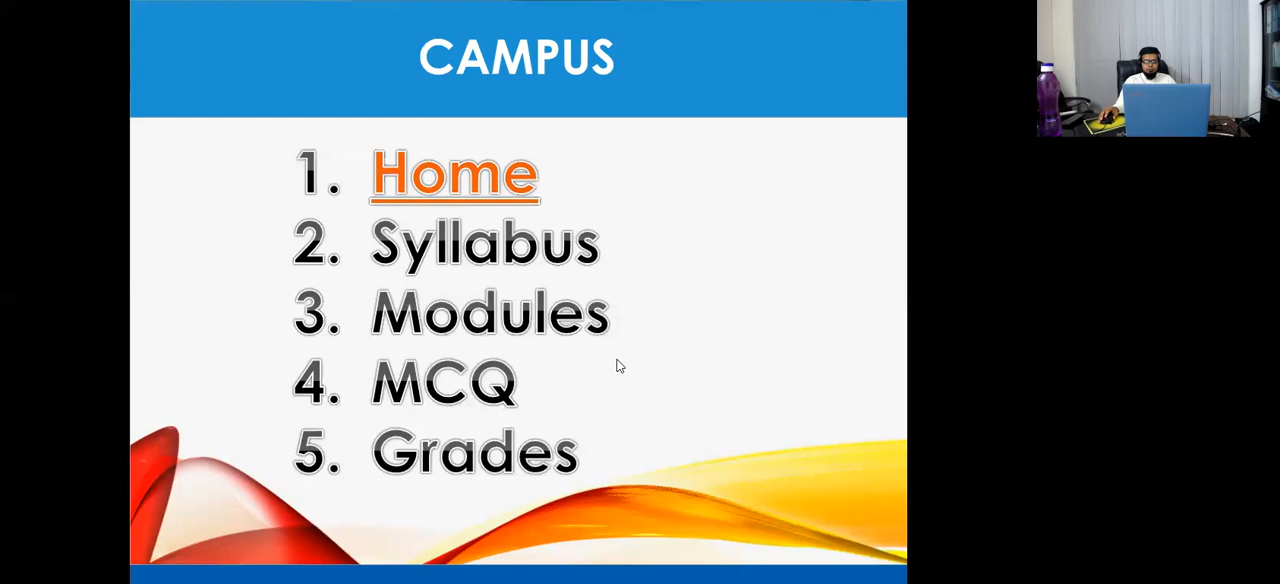 CAMPUS
1. Home
2. Syllabus
3. Modules
4. MCQ
5. Grades